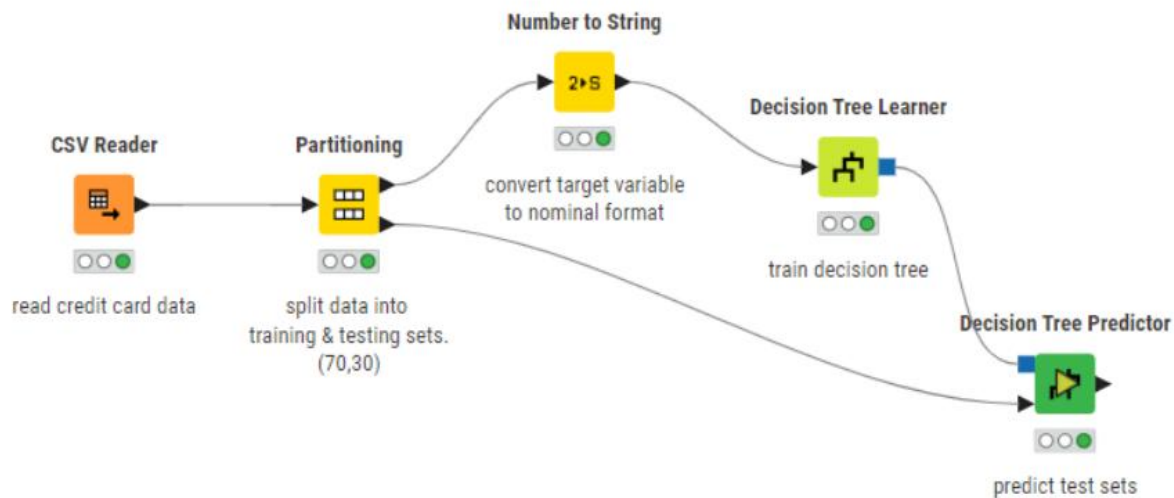 Number to String
2▸S
convert target variable
to nominal format
Decision Tree Learner
train decision tree
CSV Reader
read credit card data
Partitioning
split data into
training & testing sets.
(70,30)
Decision Tree Predictor
predict test sets